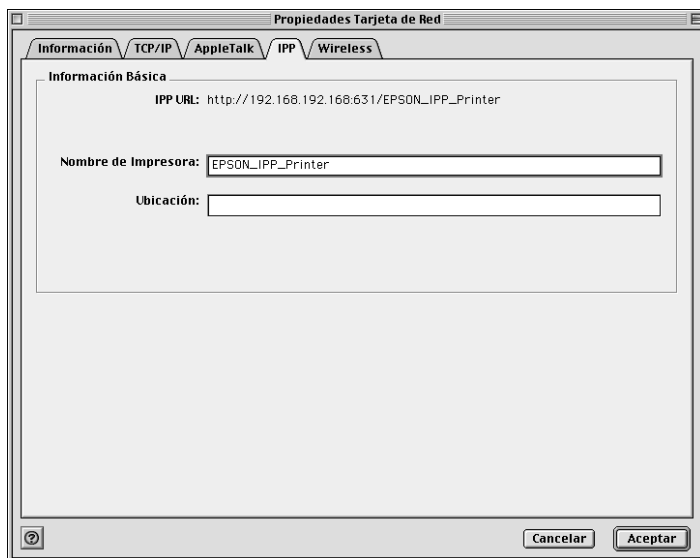 Propiedades Tarjeta de Red
Información TCP/IP AppleTalk IPP Wireless
Información Básica
IPP URL: http://192.168.192.168:631/EPSON_IPP_Printer
Nombre de Impresora: EPSON_IPP_Printer
Ubicación:
? Cancelar Aceptar